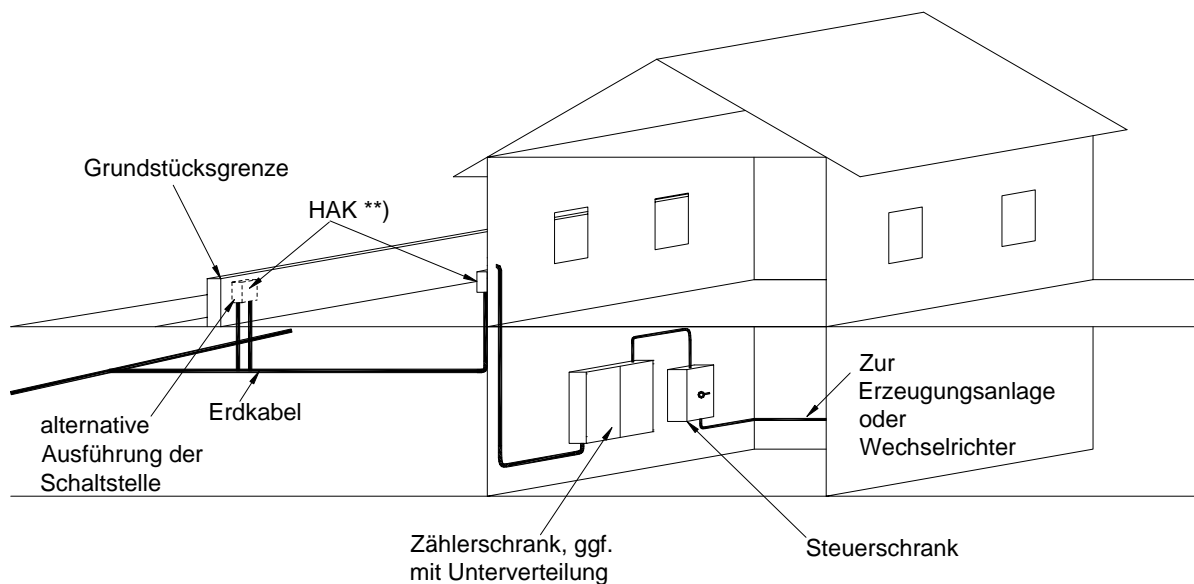 Grundstücksgrenze
HAK **)
Erdkabel
alternative
Ausführung der
Schaltstelle
Zur
Erzeugungsanlage
oder
Wechselrichter
Zählerschrank, ggf.
mit Unterverteilung
Steuerschrank